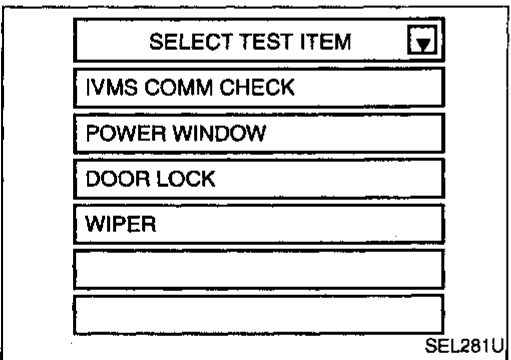 SELECT TEST ITEM
IVMS COMM CHECK
POWER WINDOW
DOOR LOCK
WIPER
SEL281U